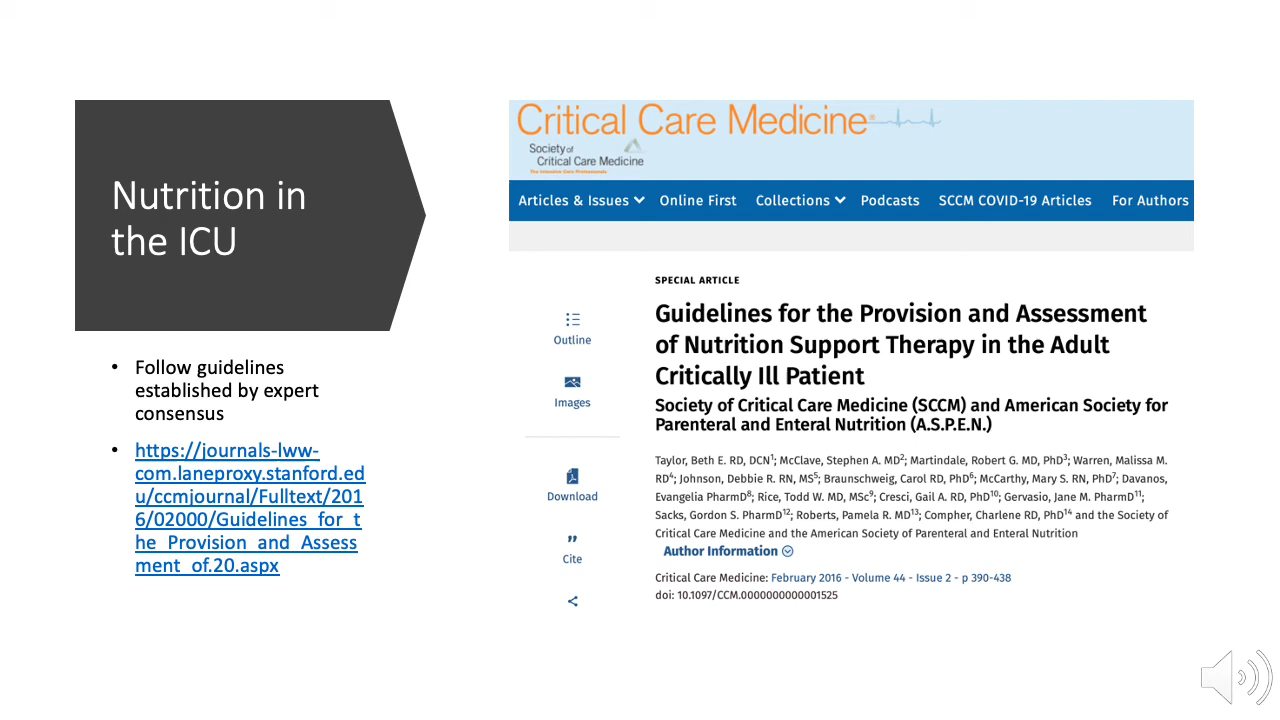 Nutrition in
the ICU
• Follow guidelines
established by expert
consensus
• https://journals-lww-
com.laneproxy.stanford.ed
u/ccmjournal/Fulltext/201
6/02000/Guidelines_for_t
he_Provision_and_Assess
ment_of.20.aspx
Critical Care Medicine®
Society of
Critical Care Medicine
The Intensive Care Professionals
Articles & Issues Online First Collections Podcasts SCCM COVID-19 Articles For Authors
Outline
Images
Download
Cite
SPECIAL ARTICLE
Guidelines for the Provision and Assessment
of Nutrition Support Therapy in the Adult
Critically Ill Patient
Society of Critical Care Medicine (SCCM) and American Society for
Parenteral and Enteral Nutrition (A.S.P.E.N.)
Taylor, Beth E. RD, DCN1; McClave, Stephen A. MD2; Martindale, Robert G. MD, PhD3; Warren, Malissa M.
RD4; Johnson, Debbie R. RN, MS5; Braunschweig, Carol RD, PhD6; McCarthy, Mary S. RN, PhD7; Davanos,
Evangelia PharmD8; Rice, Todd W. MD, MSc9; Cresci, Gail A. RD, PhD10; Gervasio, Jane M. PharmD11;
Sacks, Gordon S. PharmD12; Roberts, Pamela R. MD13; Compher, Charlene RD, PhD14 and the Society of
Critical Care Medicine and the American Society of Parenteral and Enteral Nutrition
Author Information
Critical Care Medicine: February 2016 - Volume 44 - Issue 2 - p 390-438
doi: 10.1097/CCM.0000000000001525